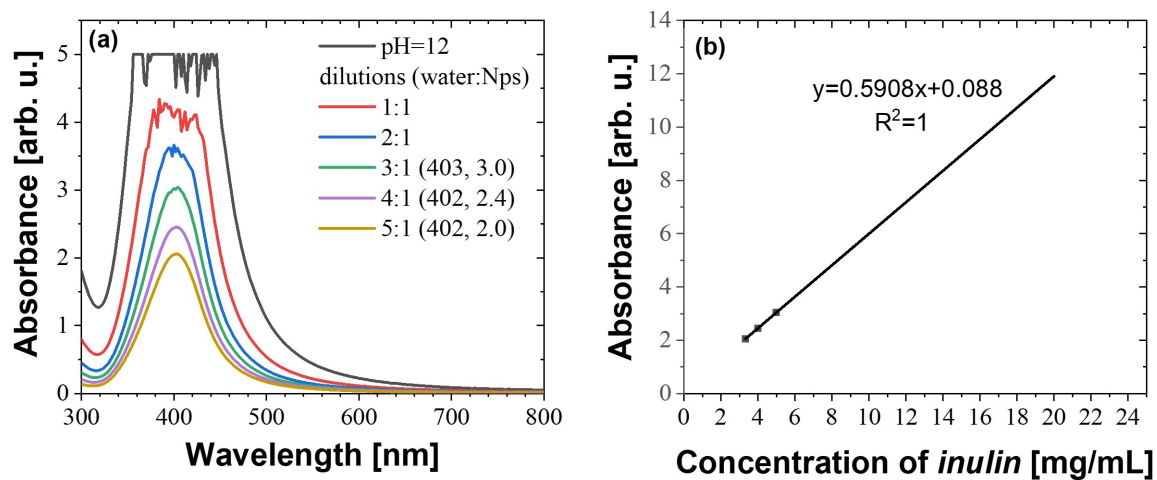 (a)
pH=12
dilutions (water:Nps)
1:1
2:1
3:1 (403, 3.0)
4:1 (402, 2.4)
5:1 (402, 2.0)
Absorbance [arb. u.]
5
4
3
2
1
0
300 400 500 600 700 800
Wavelength [nm]
(b)
y=0.5908x+0.088
R²=1
Absorbance [arb. u.]
14
12
10
8
6
4
2
0
0 2 4 6 8 10 12 14 16 18 20 22 24
Concentration of inulin [mg/mL]